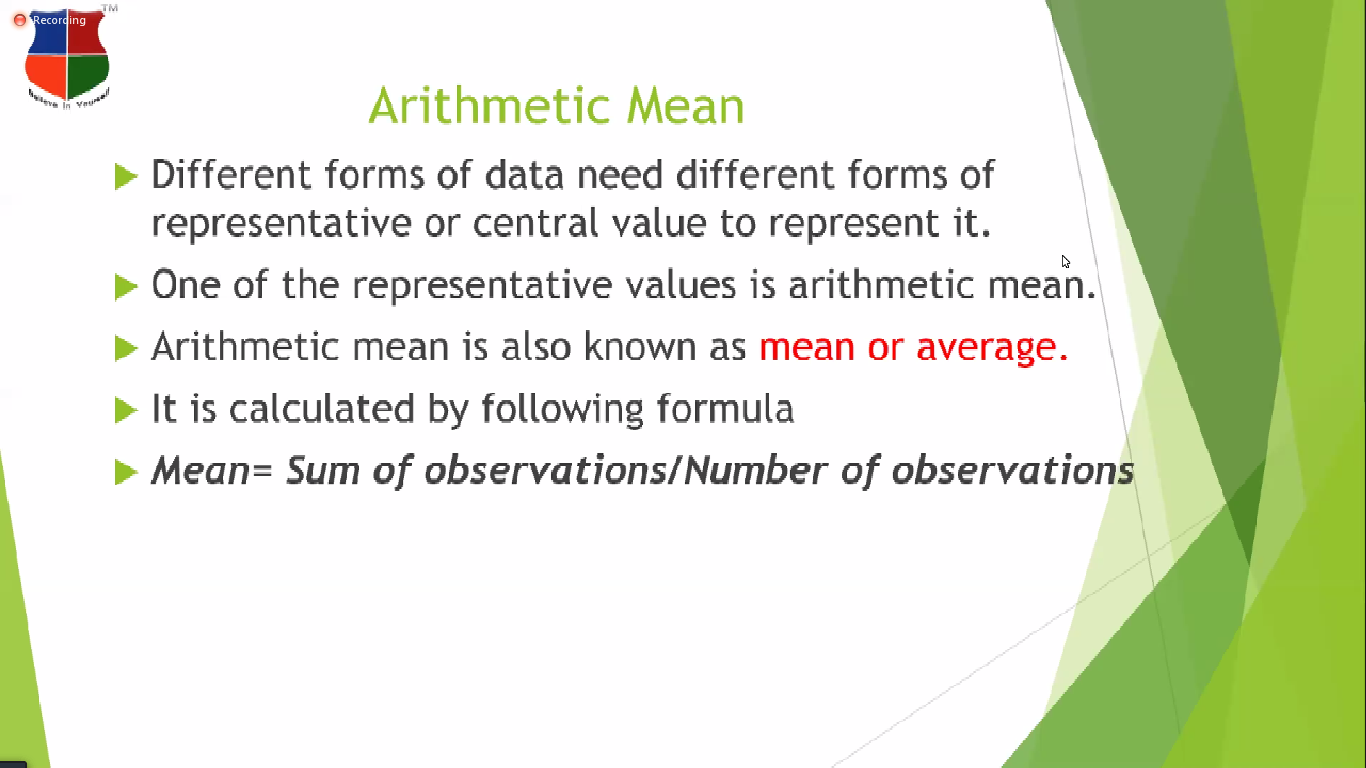 Recording
TM
Believe in Yourself
Arithmetic Mean
Different forms of data need different forms of
representative or central value to represent it.
One of the representative values is arithmetic mean.
Arithmetic mean is also known as mean or average.
It is calculated by following formula
Mean= Sum of observations/Number of observations